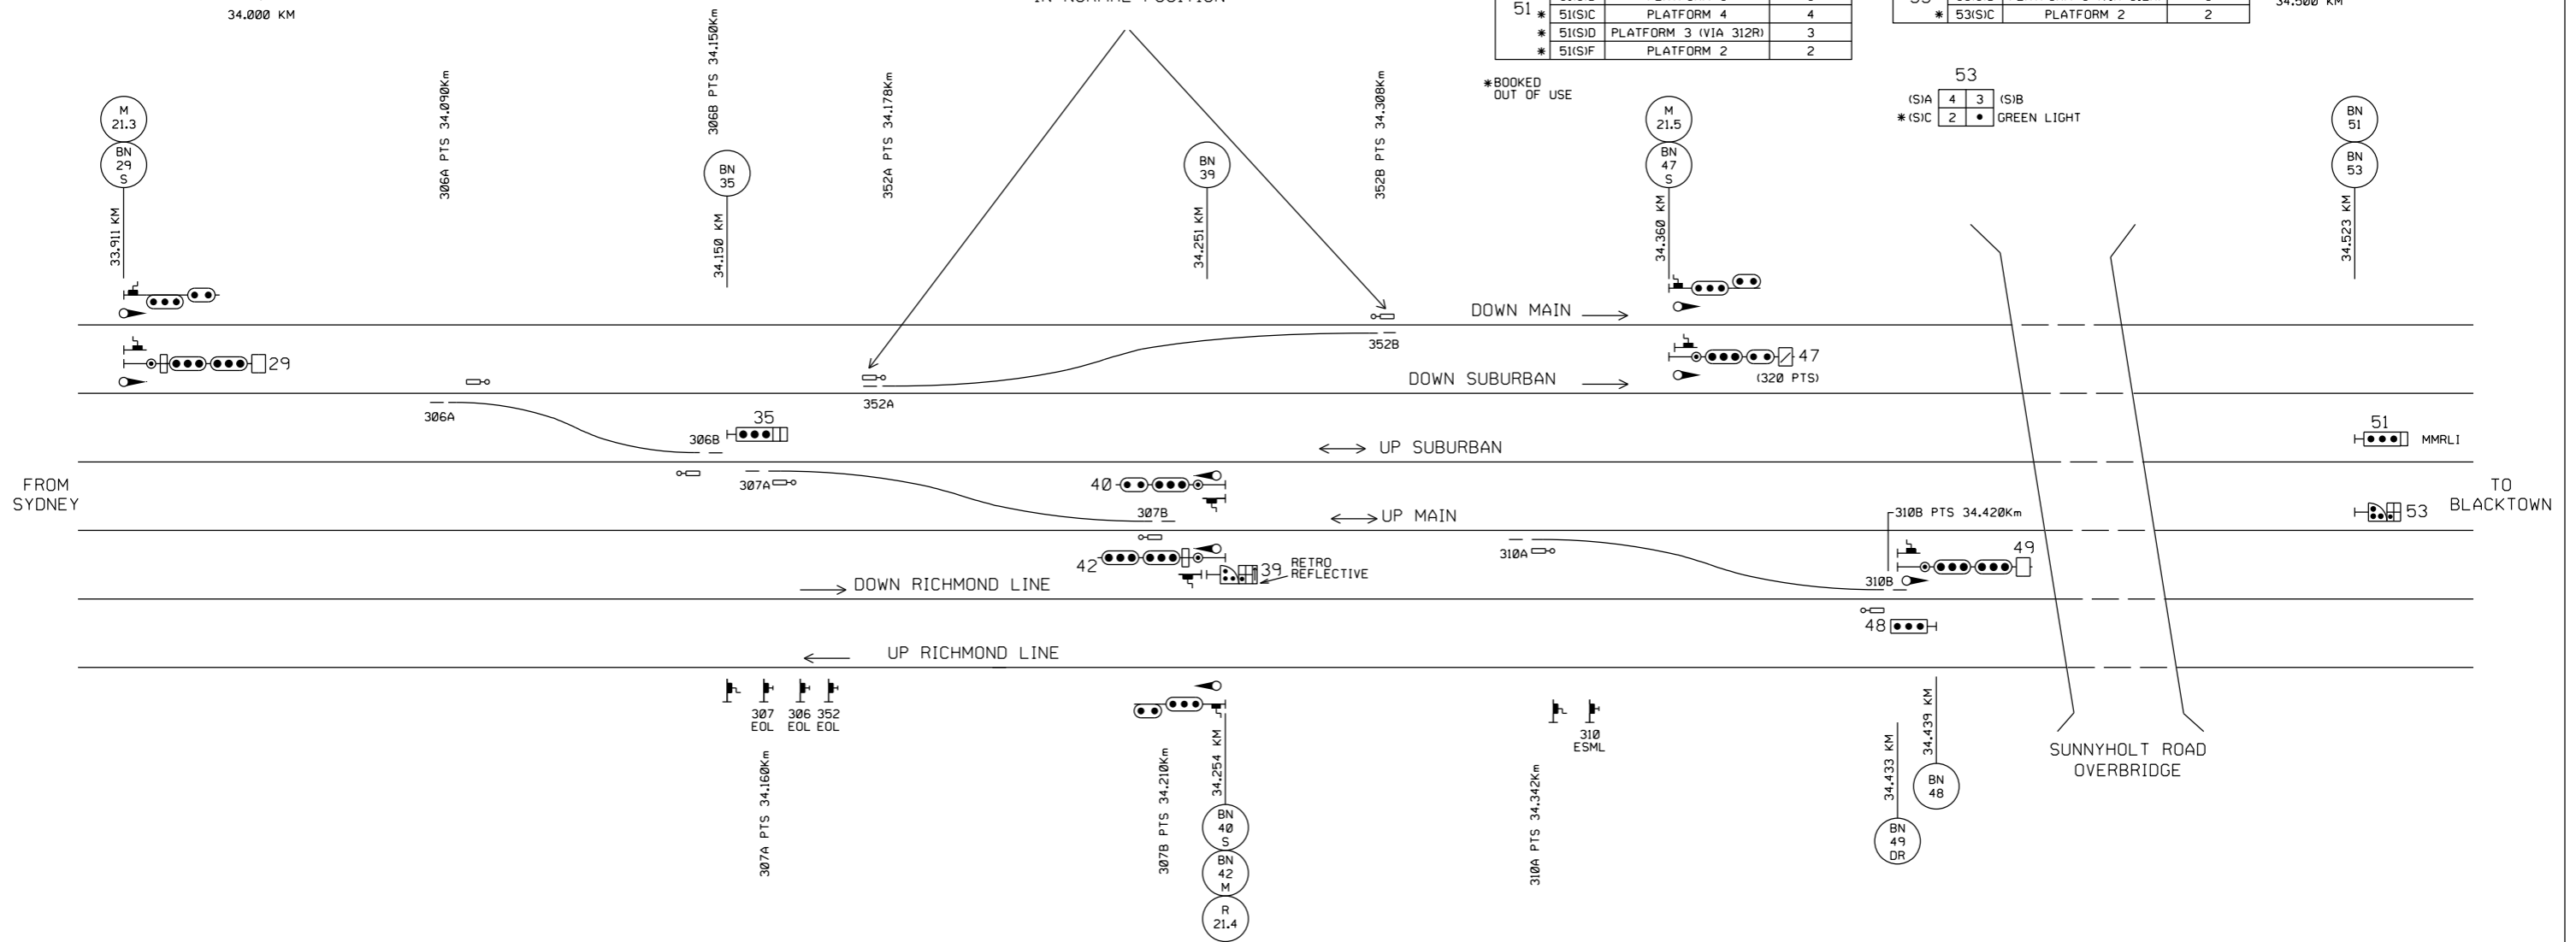 34.000 KM
51
* 51(S)C PLATFORM 4 4
* 51(S)D PLATFORM 3 (VIA 312R) 3
* 51(S)F PLATFORM 2 2
* 53(S)C PLATFORM 2 2
34.500 KM
*BOOKED
OUT OF USE
53
(S)A 4 3 (S)B
*(S)C 2 GREEN LIGHT
M
21.3
BN
29
S
33.911 KM
306A PTS 34.090Km
306B PTS 34.150Km
BN
35
34.150 KM
352A PTS 34.178Km
BN
39
34.251 KM
352B PTS 34.308Km
M
21.5
BN
47
S
34.360 KM
BN
51
BN
53
34.523 KM
DOWN MAIN
352B
29
47
(320 PTS)
DOWN SUBURBAN
352A
306A
35
306B
51
MMRLI
UP SUBURBAN
FROM
SYDNEY
307A
40
TO
BLACKTOWN
307B
UP MAIN
310B PTS 34.420Km
53
310A
49
42
39
RETRO
REFLECTIVE
310B
DOWN RICHMOND LINE
48
UP RICHMOND LINE
307
EOL
306
EOL
352
EOL
310
ESML
SUNNYHOLT ROAD
OVERBRIDGE
307A PTS 34.160Km
307B PTS 34.210Km
34.254 KM
BN
40
S
BN
42
M
R
21.4
310A PTS 34.342Km
34.433 KM
BN
49
DR
34.439 KM
BN
48